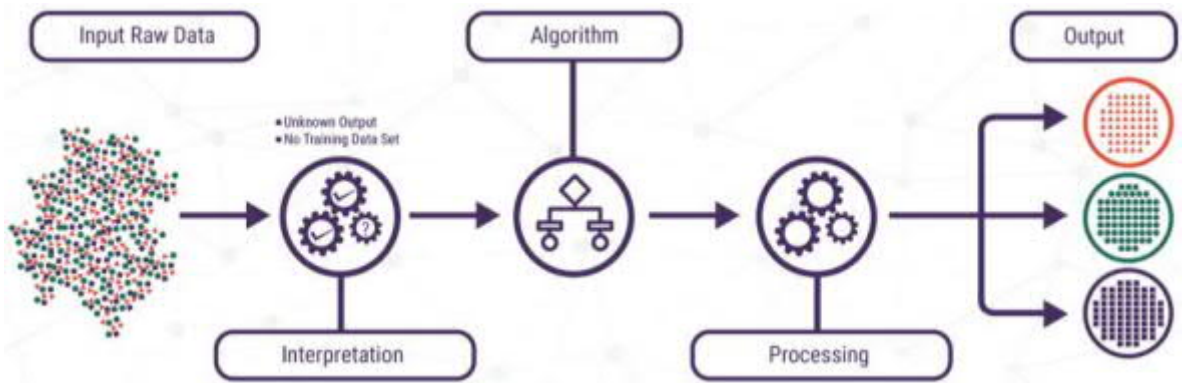 Input Raw Data
Algorithm
Output
• Unknown Output
• No Training Data Set
?
Interpretation
Processing